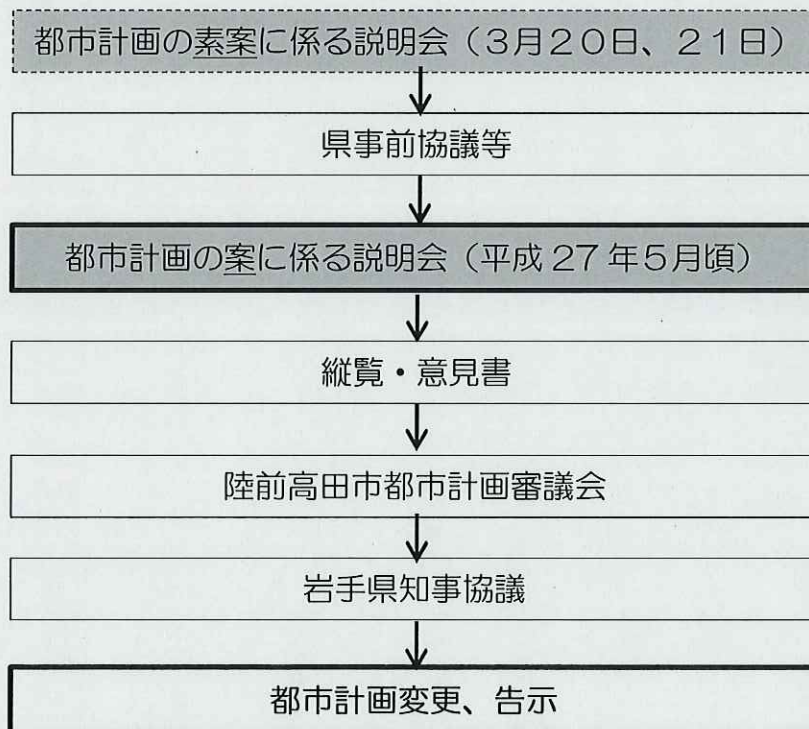 都市計画の素案に係る説明会（３月２０日、２１日）
県事前協議等
都市計画の案に係る説明会（平成 27 年５月頃）
縦覧・意見書
陸前高田市都市計画審議会
岩手県知事協議
都市計画変更、告示